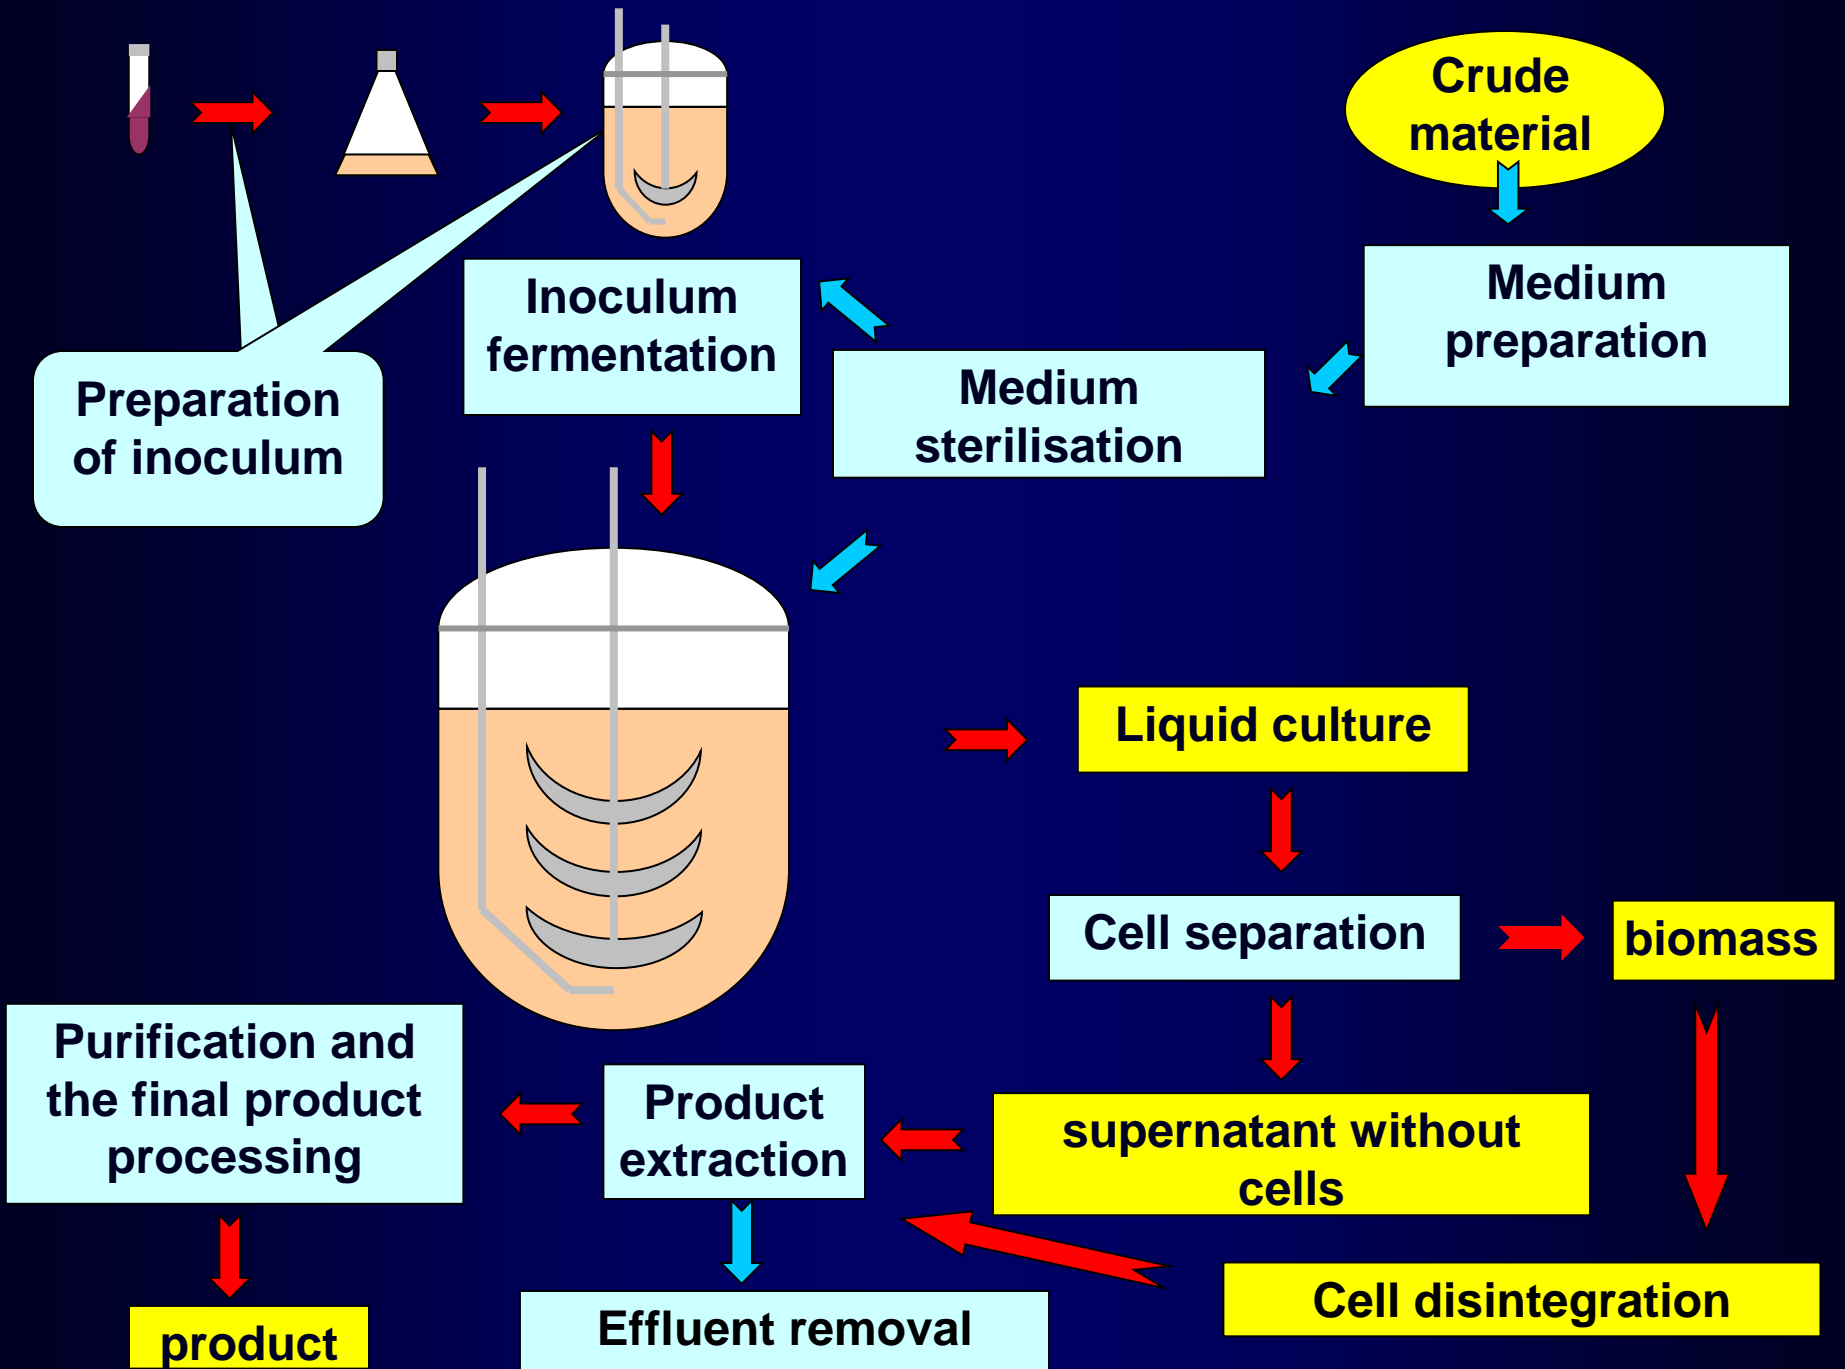 Crude
material
Inoculum
fermentation
Medium
preparation
Preparation
of inoculum
Medium
sterilisation
Liquid culture
Cell separation
biomass
Purification and
the final product
processing
Product
extraction
supernatant without
cells
Cell disintegration
Effluent removal
product